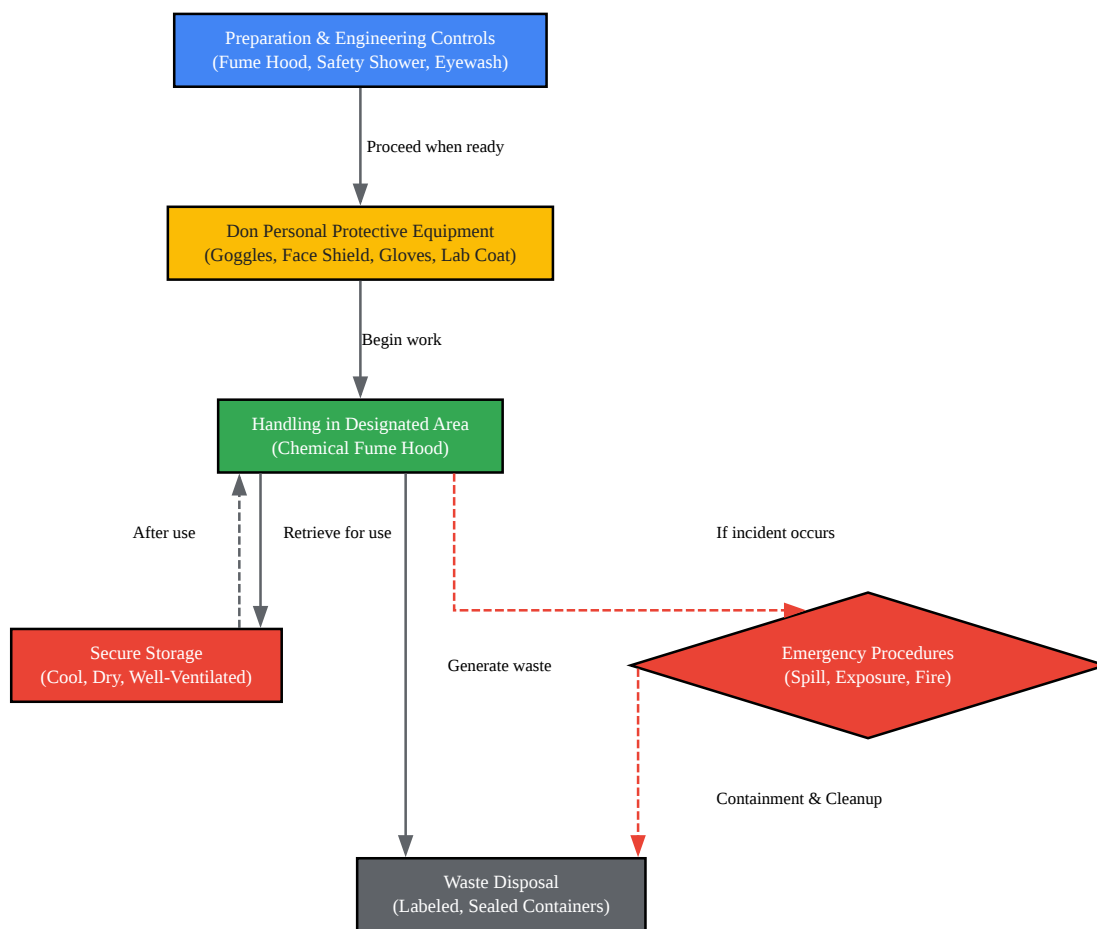 Preparation & Engineering Controls
(Fume Hood, Safety Shower, Eyewash)
Proceed when ready
Don Personal Protective Equipment
(Goggles, Face Shield, Gloves, Lab Coat)
Begin work
Handling in Designated Area
(Chemical Fume Hood)
After use
Retrieve for use
If incident occurs
Secure Storage
(Cool, Dry, Well-Ventilated)
Generate waste
Emergency Procedures
(Spill, Exposure, Fire)
Containment & Cleanup
Waste Disposal
(Labeled, Sealed Containers)